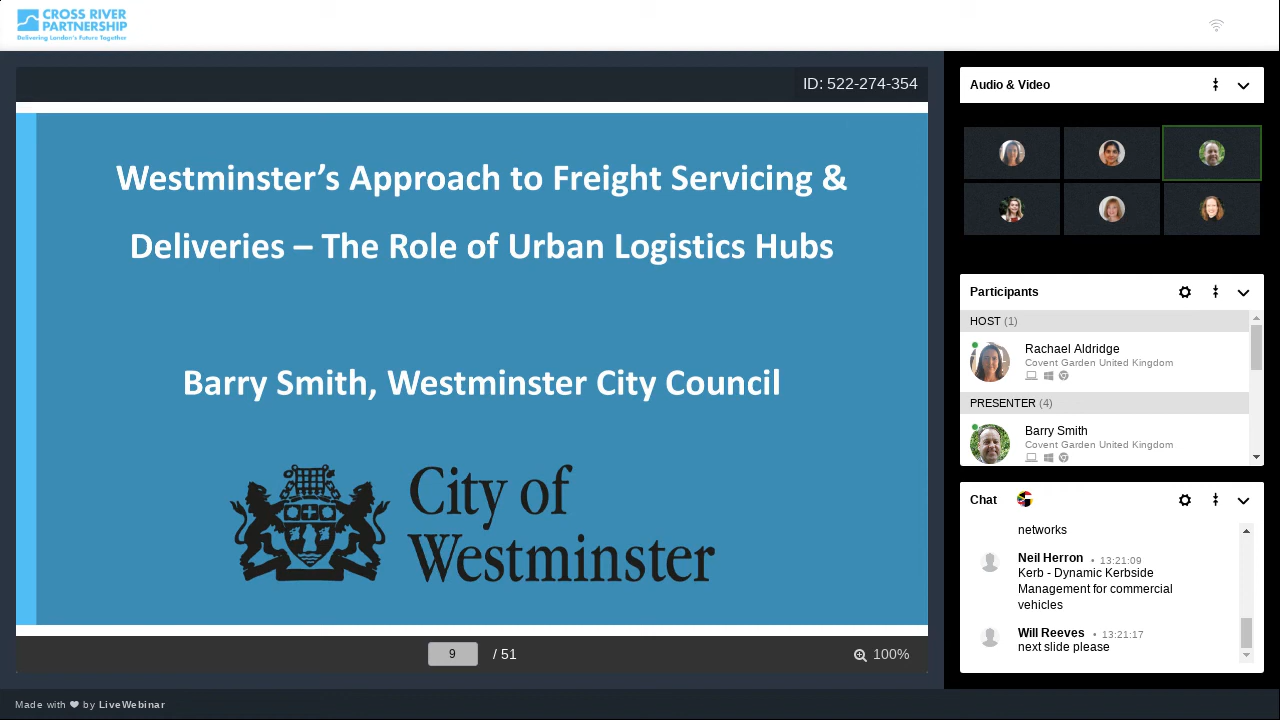 CROSS RIVER
PARTNERSHIP
Delivering London's Future Together
ID: 522-274-354
Westminster's Approach to Freight Servicing &
Deliveries – The Role of Urban Logistics Hubs
Barry Smith, Westminster City Council
City of
Westminster
9 / 51
100%
Audio & Video
Participants
HOST (1)
Rachael Aldridge
Covent Garden United Kingdom
PRESENTER (4)
Barry Smith
Covent Garden United Kingdom
Chat
networks
Neil Herron • 13:21:09
Kerb - Dynamic Kerbside
Management for commercial
vehicles
Will Reeves • 13:21:17
next slide please
Made with ❤ by LiveWebinar